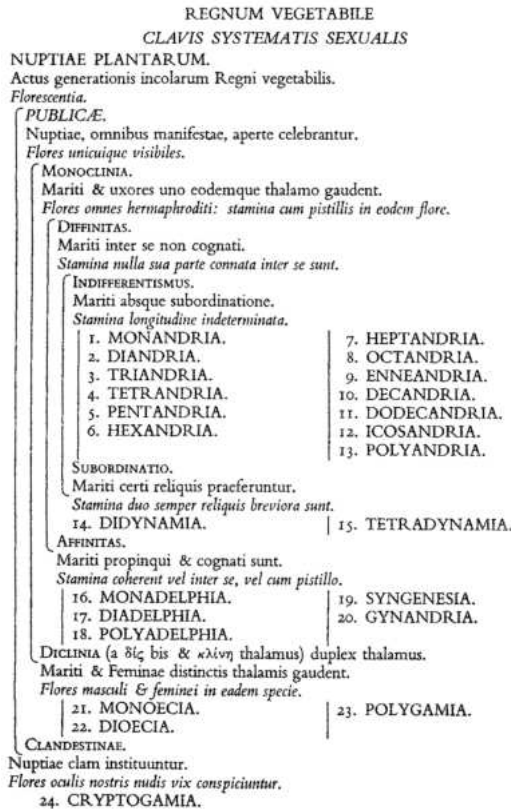 REGNUM VEGETABILE
CLAVIS SYSTEMATIS SEXUALIS
NUPTIAE PLANTARUM.
Actus generationis incolarum Regni vegetabilis.
Florescentia.
PUBLICÆ.
Nuptiae, omnibus manifestae, aperte celebrantur.
Flores unicuique visibiles.
MONOCLINIA.
Mariti & uxores uno eodemque thalamo gaudent.
Flores omnes hermaphroditi: stamina cum pistillis in eodem flore.
DIFFINITAS.
Mariti inter se non cognati.
Stamina nulla sua parte connata inter se sunt.
INDIFFERENTISMUS.
Mariti absque subordinatione.
Stamina longitudine indeterminata.
1. MONANDRIA.
2. DIANDRIA.
3. TRIANDRIA.
4. TETRANDRIA.
5. PENTANDRIA.
6. HEXANDRIA.
7. HEPTANDRIA.
8. OCTANDRIA.
9. ENNEANDRIA.
10. DECANDRIA.
11. DODECANDRIA.
12. ICOSANDRIA.
13. POLYANDRIA.
SUBORDINATIO.
Mariti certi reliquis praeferuntur.
Stamina duo semper reliquis breviora sunt.
14. DIDYNAMIA.
15. TETRADYNAMIA.
AFFINITAS.
Mariti propinqui & cognati sunt.
Stamina coherent vel inter se, vel cum pistillo.
16. MONADELPHIA.
17. DIADELPHIA.
18. POLYADELPHIA.
19. SYNGENESIA.
20. GYNANDRIA.
DICLINIA (a δίς bis & κλίνη thalamus) duplex thalamus.
Mariti & Feminae distinctis thalamis gaudent.
Flores masculi & feminei in eadem specie.
21. MONOECIA.
22. DIOECIA.
23. POLYGAMIA.
CLANDESTINAE.
Nuptiae clam instituuntur.
Flores oculis nostris nudis vix conspiciuntur.
24. CRYPTOGAMIA.